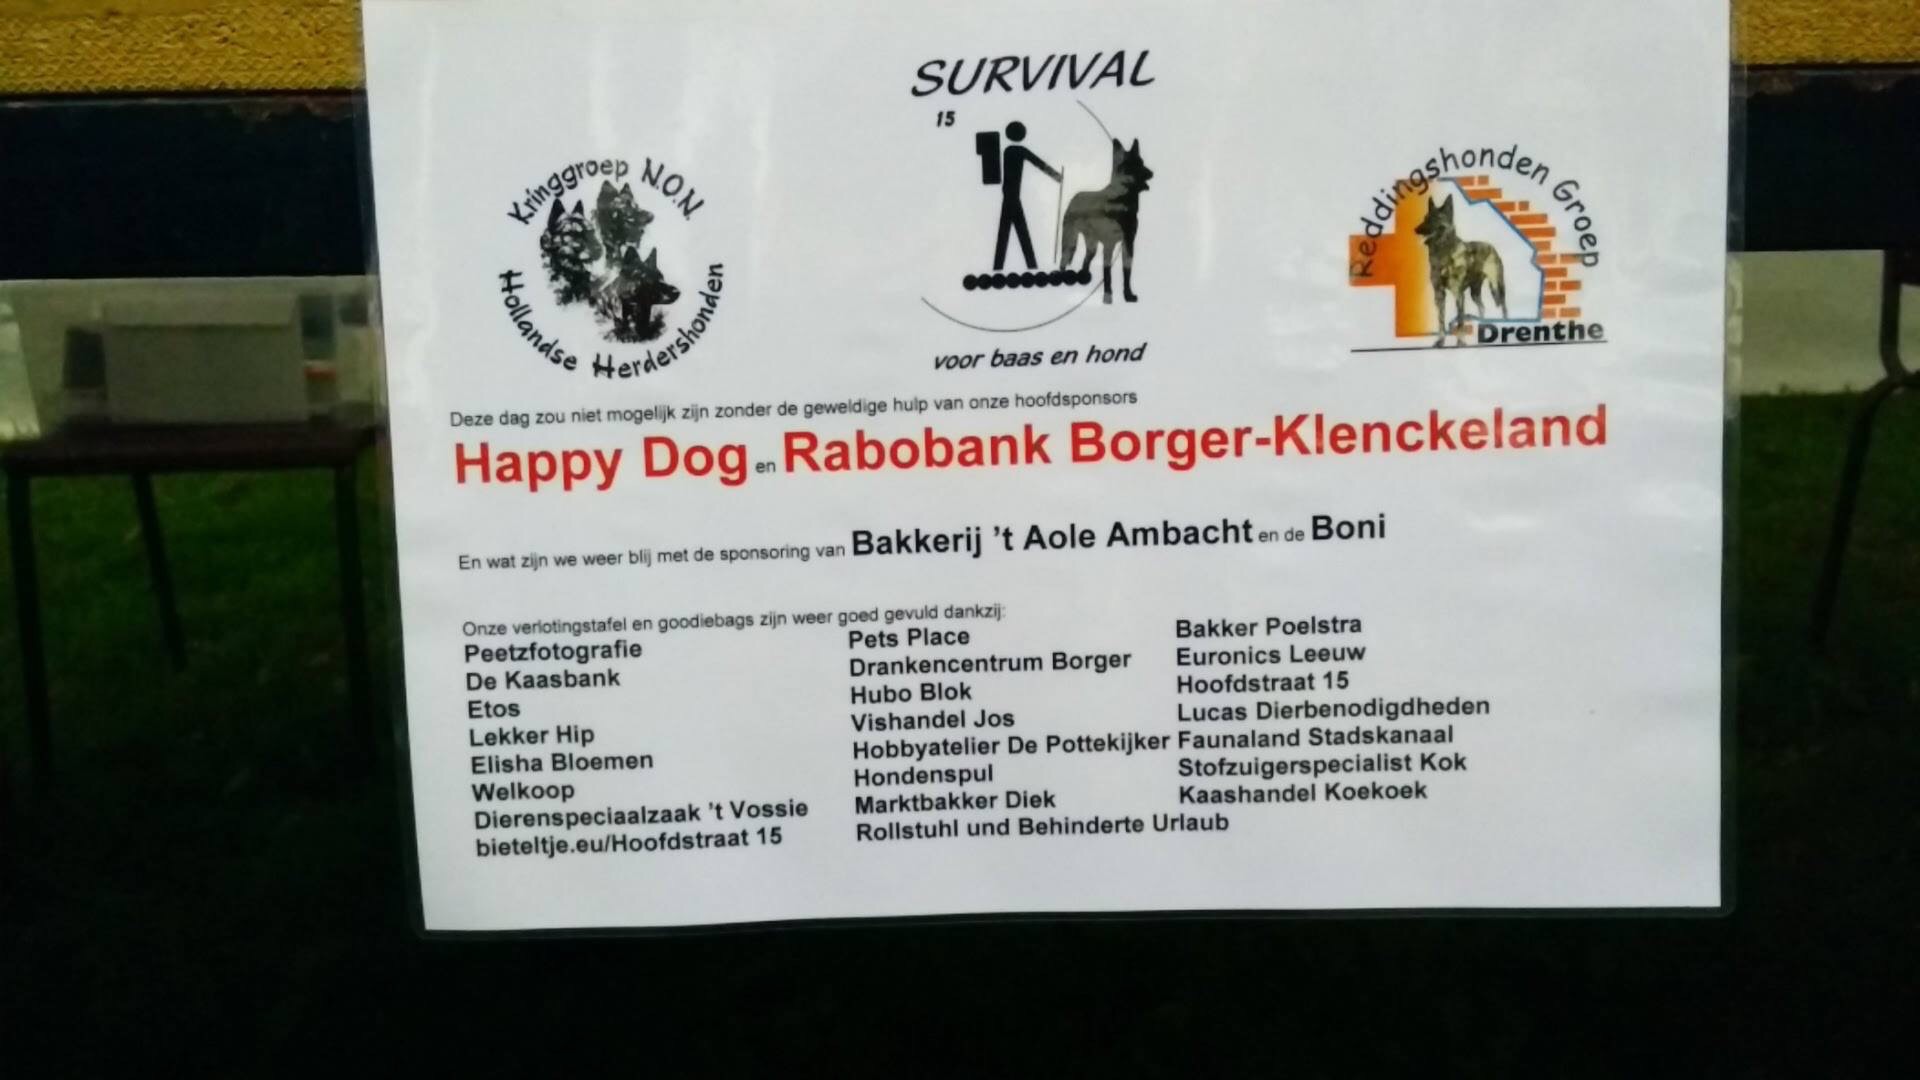 SURVIVAL
15
voor baas en hond
Kringgroep N.O.N.
Hollandse Herdershonden
Reddingshonden Groep
Drenthe
Deze dag zou niet mogelijk zijn zonder de geweldige hulp van onze hoofdsponsors
Happy Dog en Rabobank Borger-Klenckeland
En wat zijn we weer blij met de sponsoring van Bakkerij 't Aole Ambacht en de Boni
Onze verlotingstafel en goodiebags zijn weer goed gevuld dankzij:
Peetzfotografie
De Kaasbank
Etos
Lekker Hip
Elisha Bloemen
Welkoop
Dierenspeciaalzaak 't Vossie
bieteltje.eu/Hoofdstraat 15
Pets Place
Drankencentrum Borger
Hubo Blok
Vishandel Jos
Hobbyatelier De Pottekijker
Hondenspul
Marktbakker Diek
Rollstuhl und Behinderte Urlaub
Bakker Poelstra
Euronics Leeuw
Hoofdstraat 15
Lucas Dierbenodigdheden
Faunaland Stadskanaal
Stofzuigerspecialist Kok
Kaashandel Koekoek